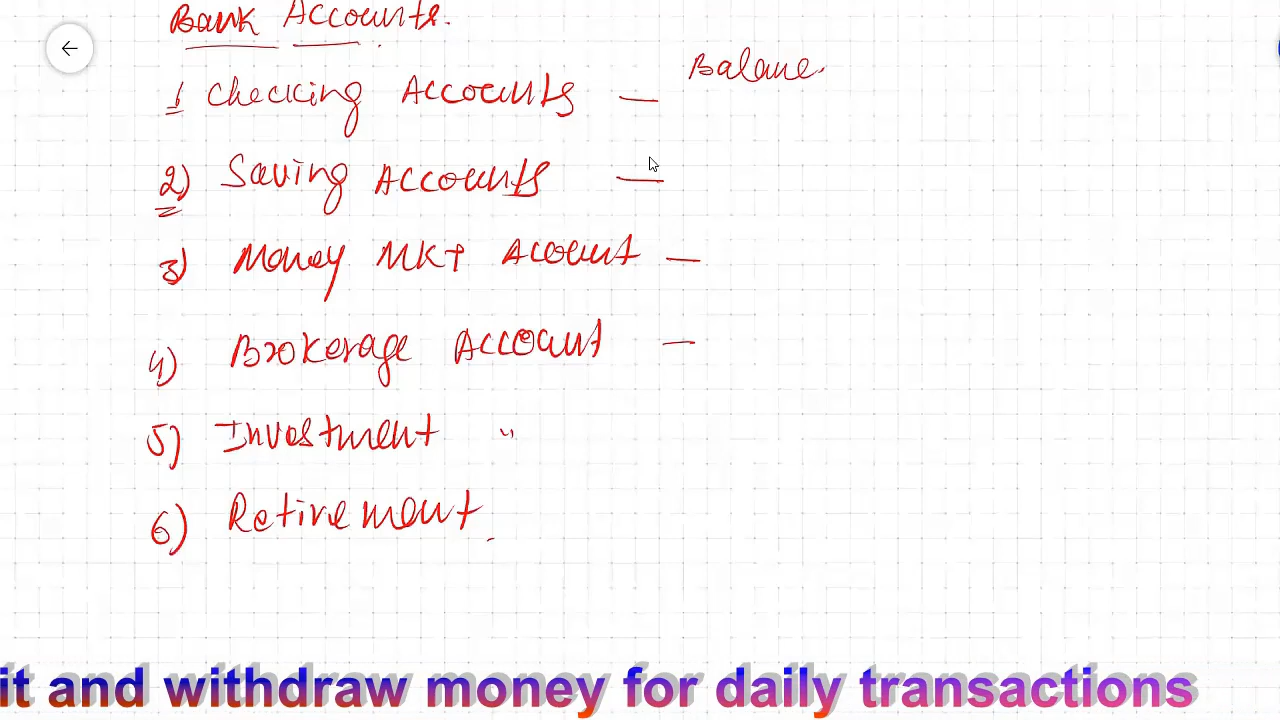 Bank Accounts.
Balance.
1 Checking Accounts —
2) Saving Accounts —
3) Money MKT Acount —
4) Brokerage Account —
5) Investment "
6) Retirement.
it and withdraw money for daily transactions